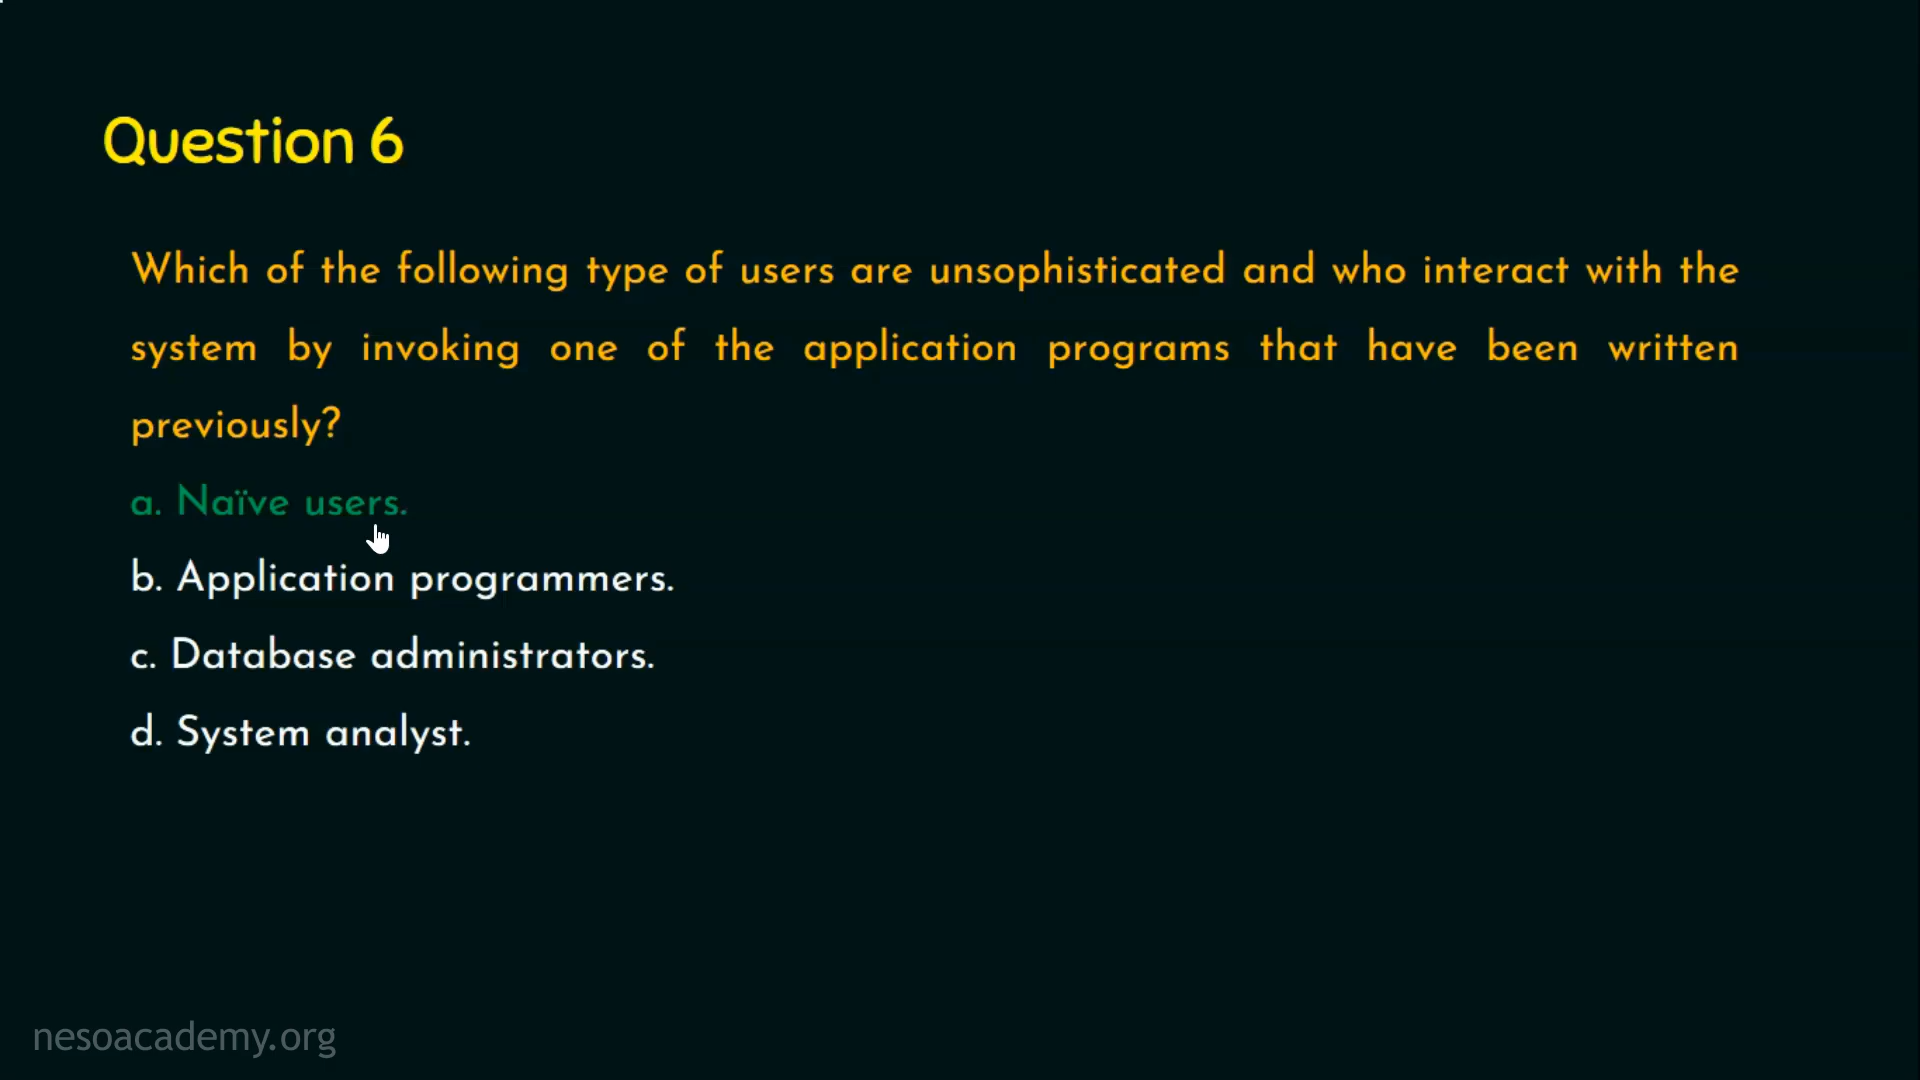 Question 6
Which of the following type of users are unsophisticated and who interact with the
system by invoking one of the application programs that have been written
previously?
a. Naïve users.
b. Application programmers.
c. Database administrators.
d. System analyst.
nesoacademy.org